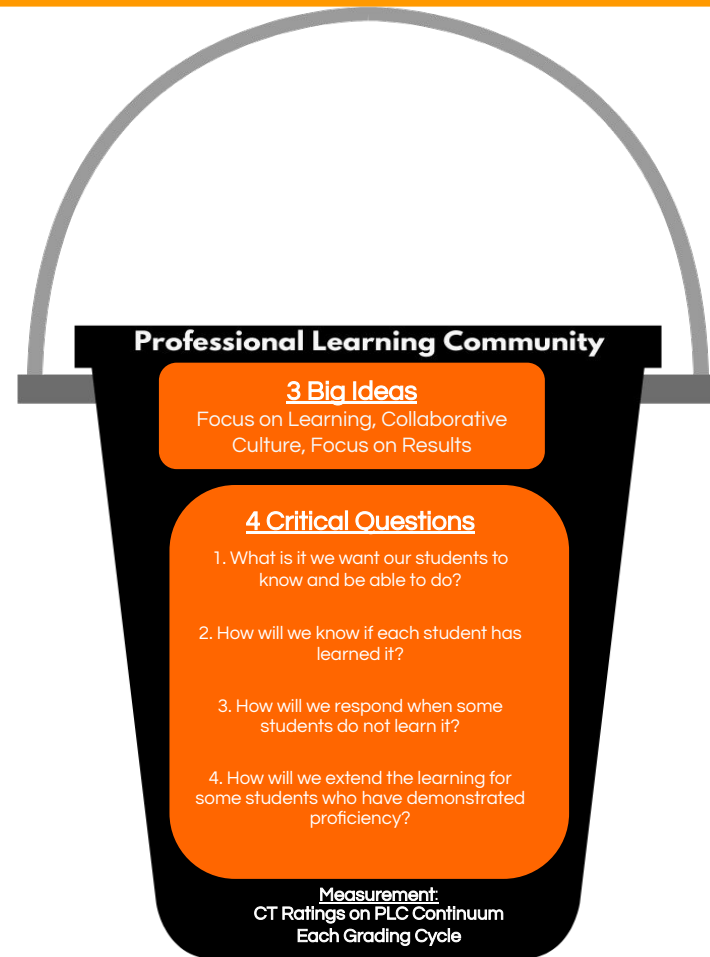 Professional Learning Community
3 Big Ideas
Focus on Learning, Collaborative
Culture, Focus on Results
4 Critical Questions
1. What is it we want our students to
know and be able to do?
2. How will we know if each student has
learned it?
3. How will we respond when some
students do not learn it?
4. How will we extend the learning for
some students who have demonstrated
proficiency?
Measurement:
CT Ratings on PLC Continuum
Each Grading Cycle